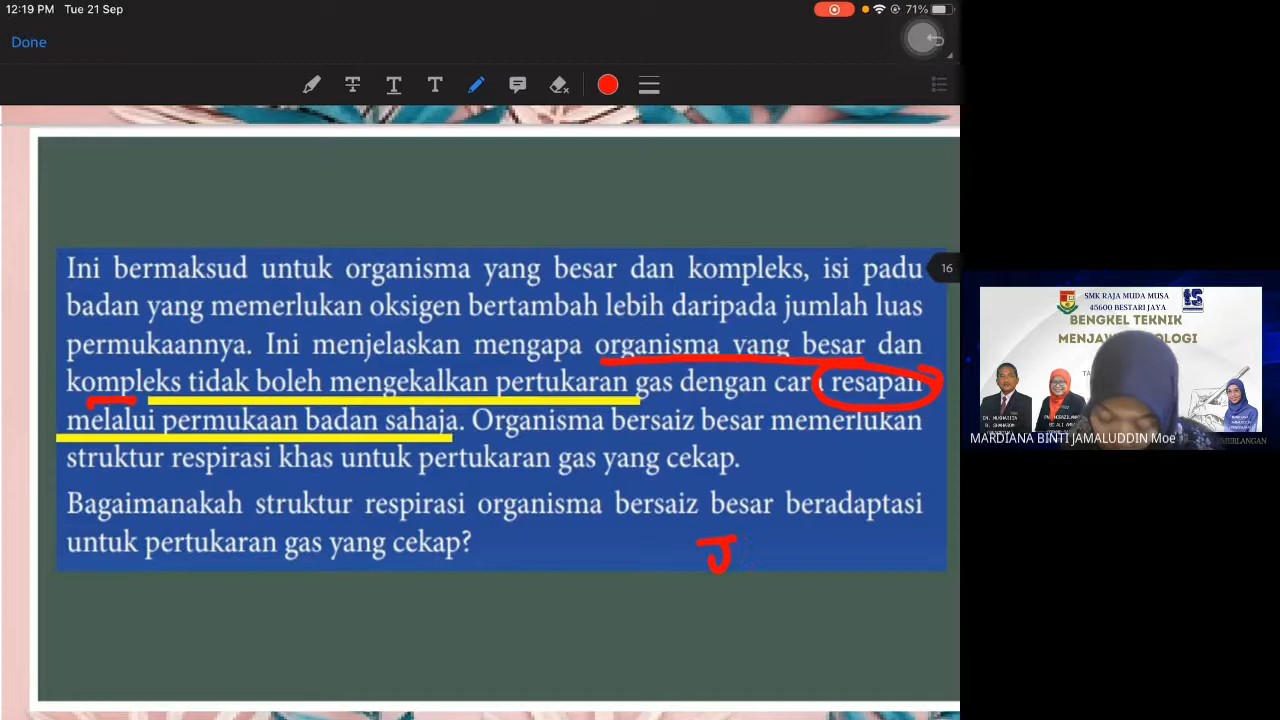 12:19 PM Tue 21 Sep
71%
Done
T T T
16
Ini bermaksud untuk organisma yang besar dan kompleks, isi padu
badan yang memerlukan oksigen bertambah lebih daripada jumlah luas
permukaannya. Ini menjelaskan mengapa organisma yang besar dan
kompleks tidak boleh mengekalkan pertukaran gas dengan cara resapan
melalui permukaan badan sahaja. Organisma bersaiz besar memerlukan
struktur respirasi khas untuk pertukaran gas yang cekap.
Bagaimanakah struktur respirasi organisma bersaiz besar beradaptasi
untuk pertukaran gas yang cekap?
J
SMK RAJA MUDA MUSA
45600 BESTARI JAYA
BENGKEL TEKNIK
MARDIANA BINTI JAMALUDDIN Moe